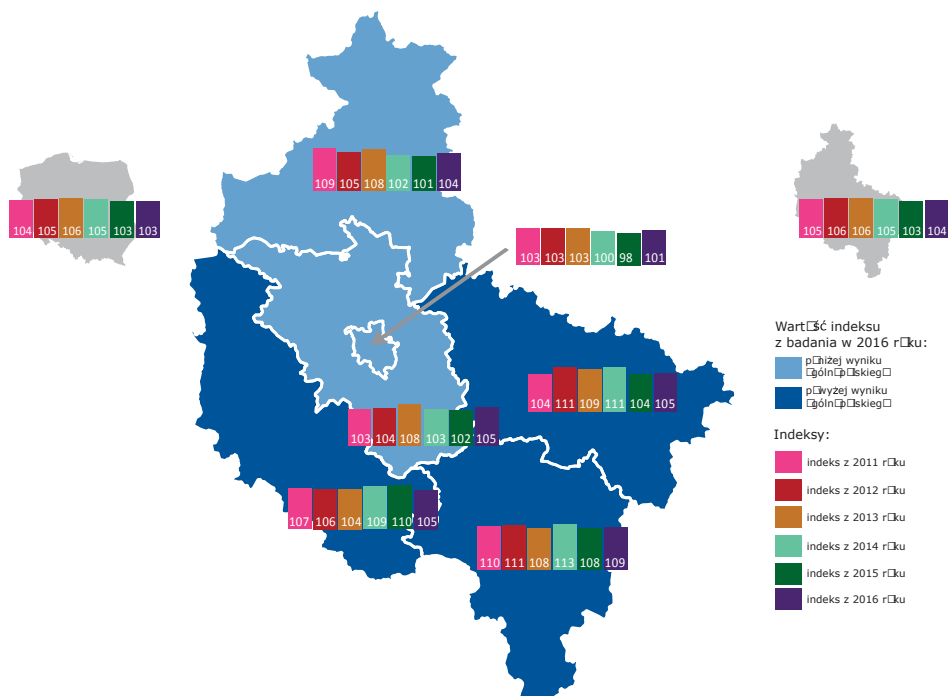 109 105 108 102 101 104
104 105 106 105 103 103
105 106 106 105 103 104
103 103 103 100 98 101
104 111 109 111 104 105
103 104 108 103 102 105
107 106 104 109 110 105
110 111 108 113 108 109
Wart□ść indeksu
z badania w 2016 r□ku:
p□niżej wyniku
□góln□p□lskieg□
p□wyżej wyniku
□góln□p□lskieg□
Indeksy:
indeks z 2011 r□ku
indeks z 2012 r□ku
indeks z 2013 r□ku
indeks z 2014 r□ku
indeks z 2015 r□ku
indeks z 2016 r□ku